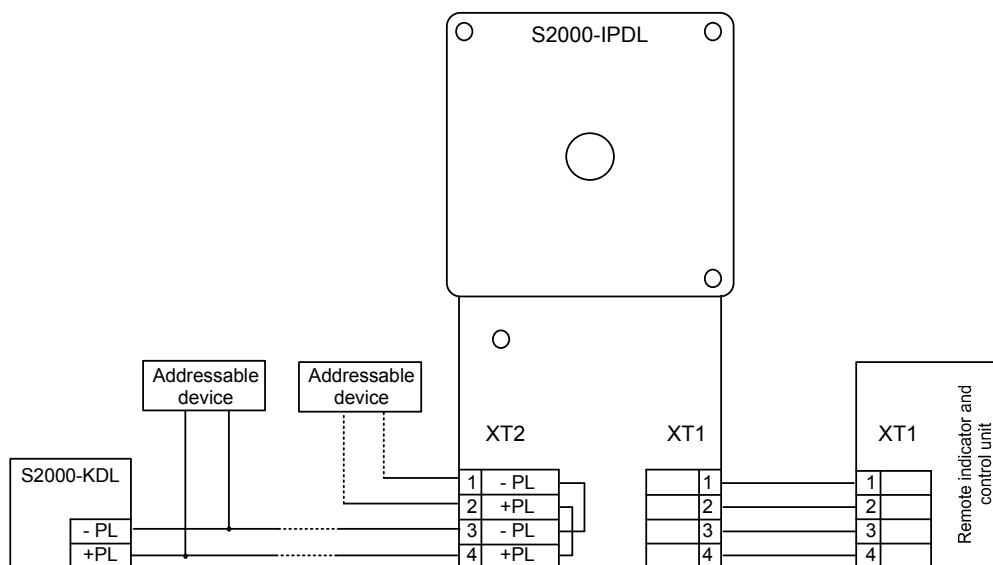 S2000-IPDL
Addressable
device
Addressable
device
XT2
XT1
XT1
Remote indicator and
control unit
S2000-KDL
- PL
+PL
1 - PL
2 +PL
3 - PL
4 +PL
1
2
3
4
1
2
3
4